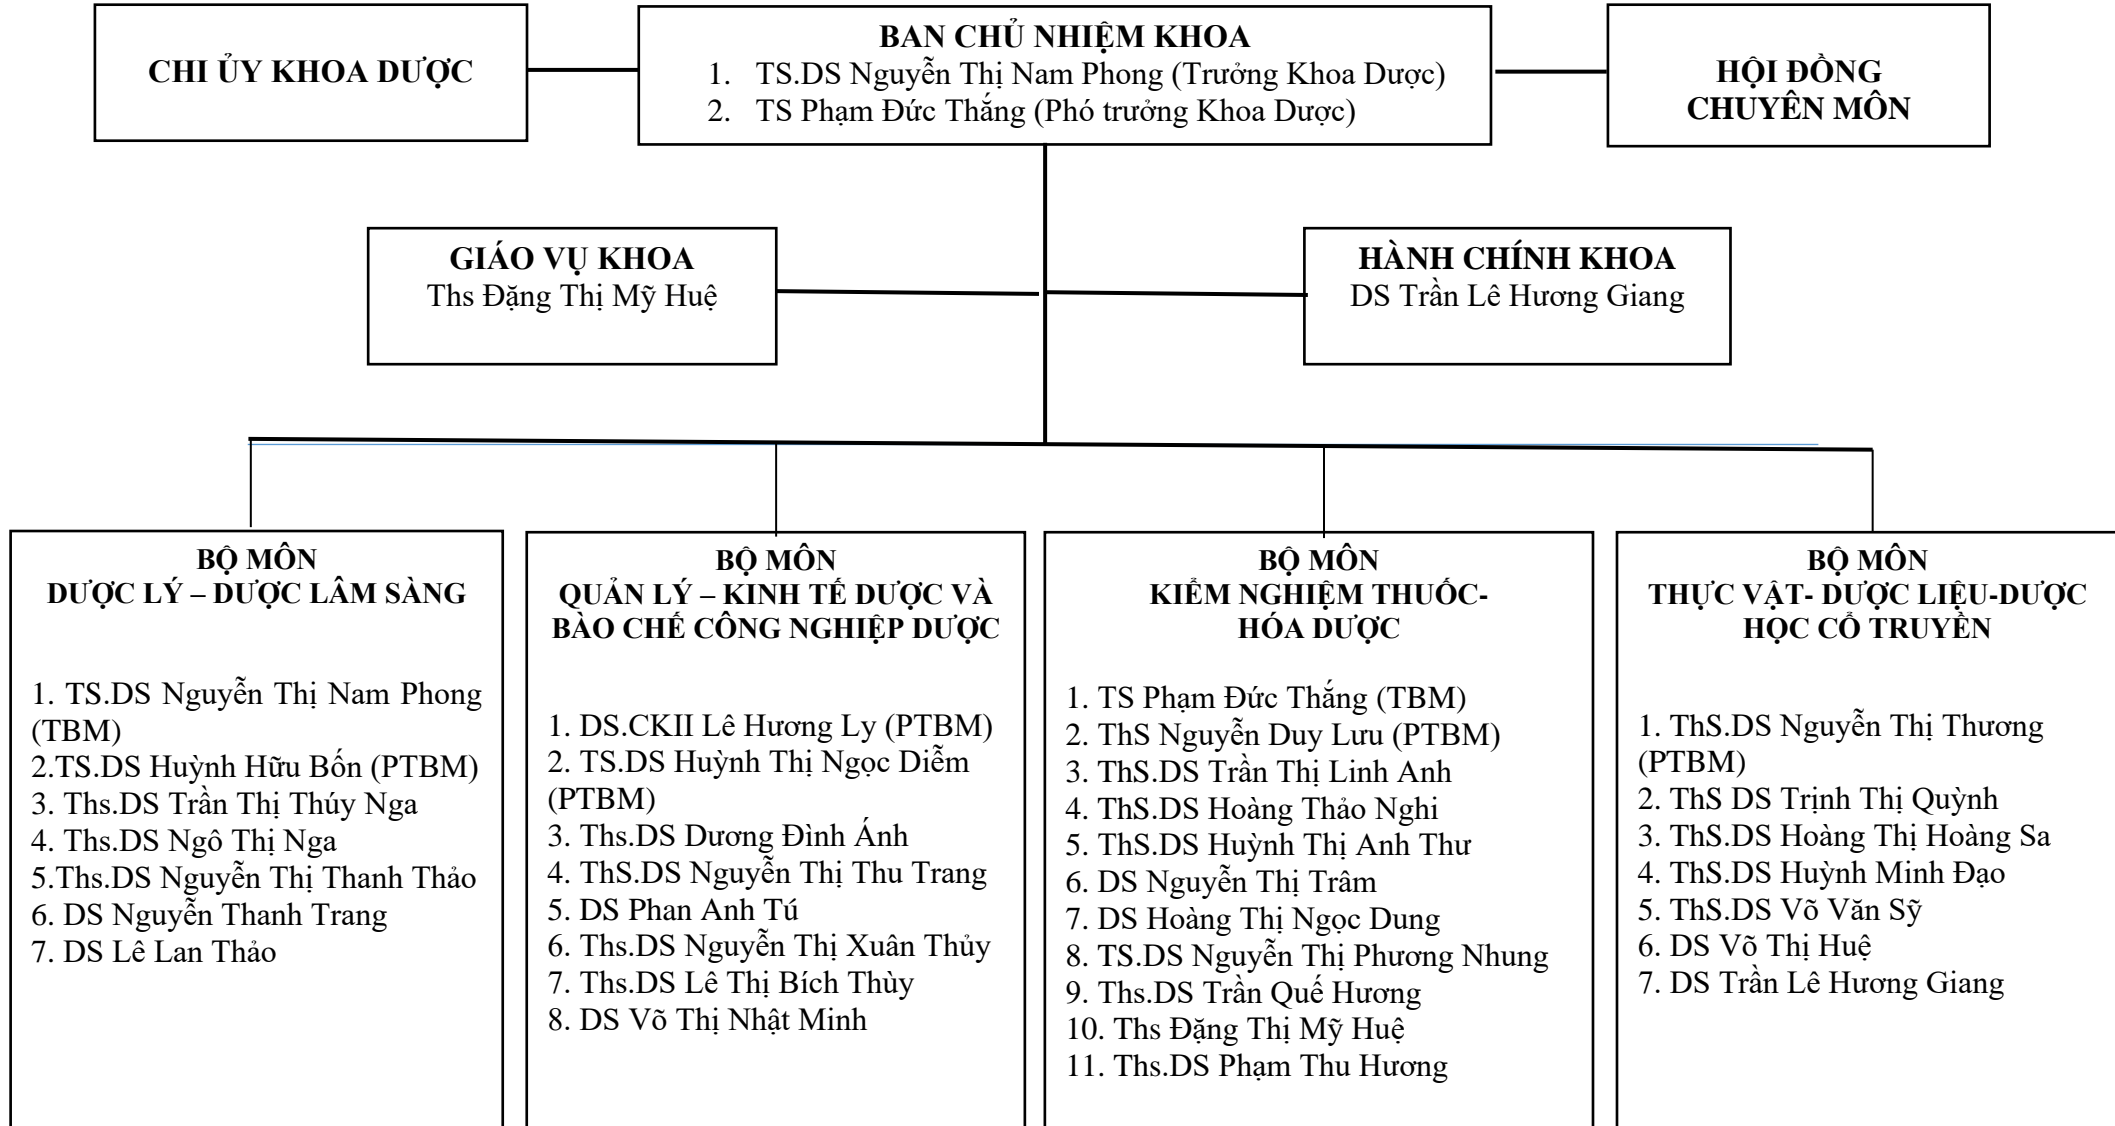 CHI ỦY KHOA DƯỢC
BAN CHỦ NHIỆM KHOA
1. TS.DS Nguyễn Thị Nam Phong (Trưởng Khoa Dược)
2. TS Phạm Đức Thắng (Phó trưởng Khoa Dược)
HỘI ĐỒNG
CHUYÊN MÔN
GIÁO VỤ KHOA
Ths Đặng Thị Mỹ Huệ
HÀNH CHÍNH KHOA
DS Trần Lê Hương Giang
BỘ MÔN
DƯỢC LÝ – DƯỢC LÂM SÀNG
1. TS.DS Nguyễn Thị Nam Phong
(TBM)
2.TS.DS Huỳnh Hữu Bốn (PTBM)
3. Ths.DS Trần Thị Thúy Nga
4. Ths.DS Ngô Thị Nga
5.Ths.DS Nguyễn Thị Thanh Thảo
6. DS Nguyễn Thanh Trang
7. DS Lê Lan Thảo
BỘ MÔN
QUẢN LÝ – KINH TẾ DƯỢC VÀ
BÀO CHẾ CÔNG NGHIỆP DƯỢC
1. DS.CKII Lê Hương Ly (PTBM)
2. TS.DS Huỳnh Thị Ngọc Diễm
(PTBM)
3. Ths.DS Dương Đình Ánh
4. ThS.DS Nguyễn Thị Thu Trang
5. DS Phan Anh Tú
6. Ths.DS Nguyễn Thị Xuân Thủy
7. Ths.DS Lê Thị Bích Thùy
8. DS Võ Thị Nhật Minh
BỘ MÔN
KIỂM NGHIỆM THUỐC-
HÓA DƯỢC
1. TS Phạm Đức Thắng (TBM)
2. ThS Nguyễn Duy Lưu (PTBM)
3. ThS.DS Trần Thị Linh Anh
4. ThS.DS Hoàng Thảo Nghi
5. ThS.DS Huỳnh Thị Anh Thư
6. DS Nguyễn Thị Trâm
7. DS Hoàng Thị Ngọc Dung
8. TS.DS Nguyễn Thị Phương Nhung
9. Ths.DS Trần Quế Hương
10. Ths Đặng Thị Mỹ Huệ
11. Ths.DS Phạm Thu Hương
BỘ MÔN
THỰC VẬT- DƯỢC LIỆU-DƯỢC
HỌC CỔ TRUYỀN
1. ThS.DS Nguyễn Thị Thương
(PTBM)
2. ThS DS Trịnh Thị Quỳnh
3. ThS.DS Hoàng Thị Hoàng Sa
4. ThS.DS Huỳnh Minh Đạo
5. ThS.DS Võ Văn Sỹ
6. DS Võ Thị Huệ
7. DS Trần Lê Hương Giang